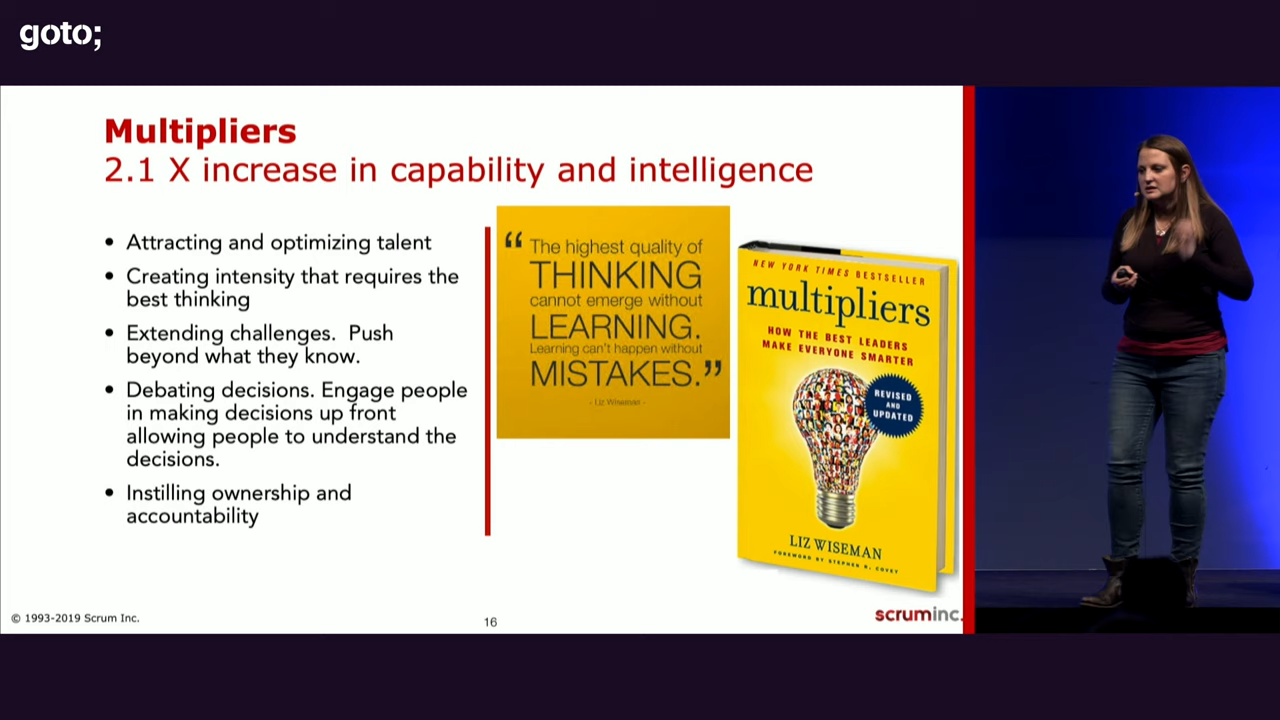 goto;
Multipliers
2.1 X increase in capability and intelligence
• Attracting and optimizing talent
• Creating intensity that requires the
best thinking
• Extending challenges.  Push
beyond what they know.
• Debating decisions. Engage people
in making decisions up front
allowing people to understand the
decisions.
• Instilling ownership and
accountability
“ The highest quality of
THINKING
cannot emerge without
LEARNING.
Learning can't happen without
MISTAKES.”
- Liz Wiseman -
NEW YORK TIMES BESTSELLER
multipliers
HOW THE BEST LEADERS
MAKE EVERYONE SMARTER
REVISED
AND
UPDATED
LIZ WISEMAN
FOREWORD BY STEPHEN R. COVEY
© 1993-2019 Scrum Inc.
16
scruminc.